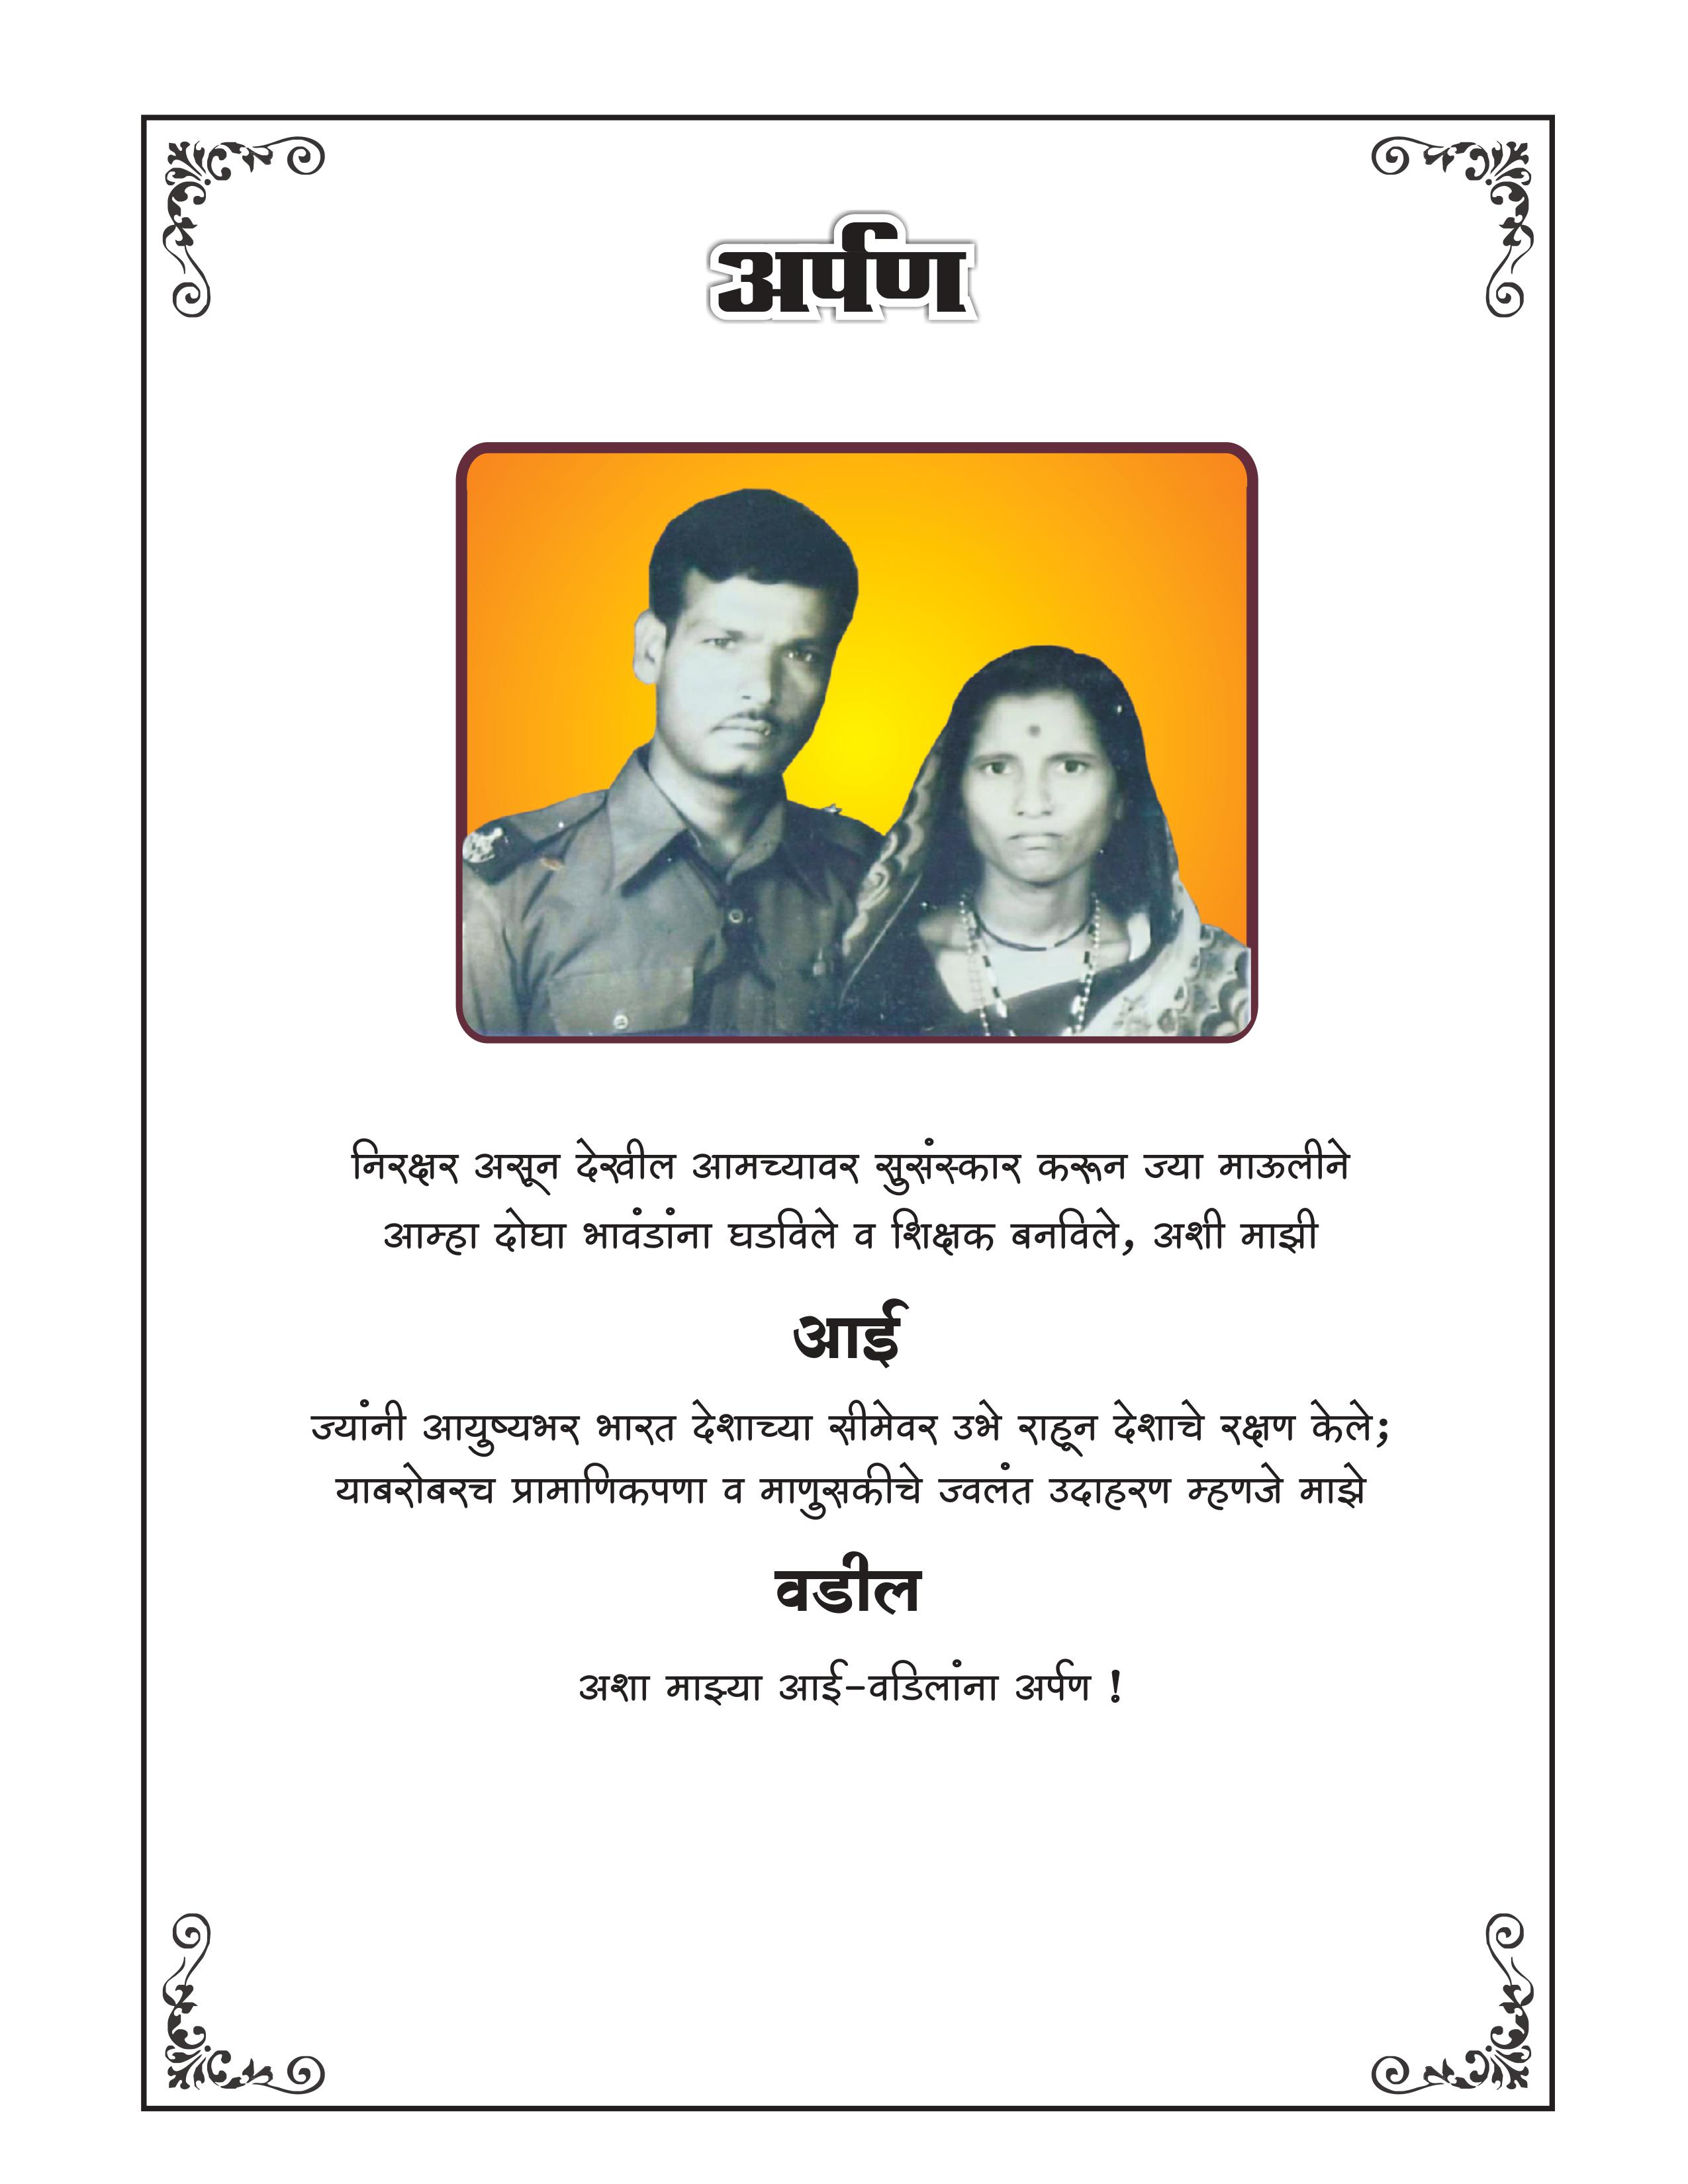 अर्पण
निरक्षर असून देखील आमच्यावर सुसंस्कार करून ज्या माऊलीने
आम्हा दोघा भावंडांना घडविले व शिक्षक बनविले, अशी माझी
आई
ज्यांनी आयुष्यभर भारत देशाच्या सीमेवर उभे राहून देशाचे रक्षण केले;
याबरोबरच प्रामाणिकपणा व माणुसकीचे ज्वलंत उदाहरण म्हणजे माझे
वडील
अशा माझ्या आई-वडिलांना अर्पण !